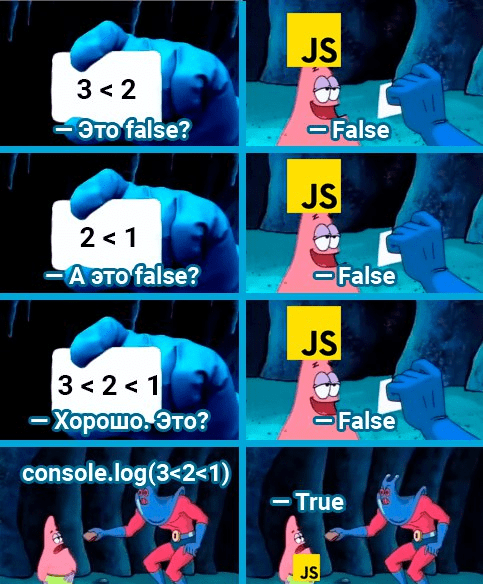 3 < 2
— Это false?
JS
— False
2 < 1
— А это false?
JS
— False
3 < 2 < 1
— Хорошо. Это?
JS
— False
console.log(3<2<1)
— True
JS